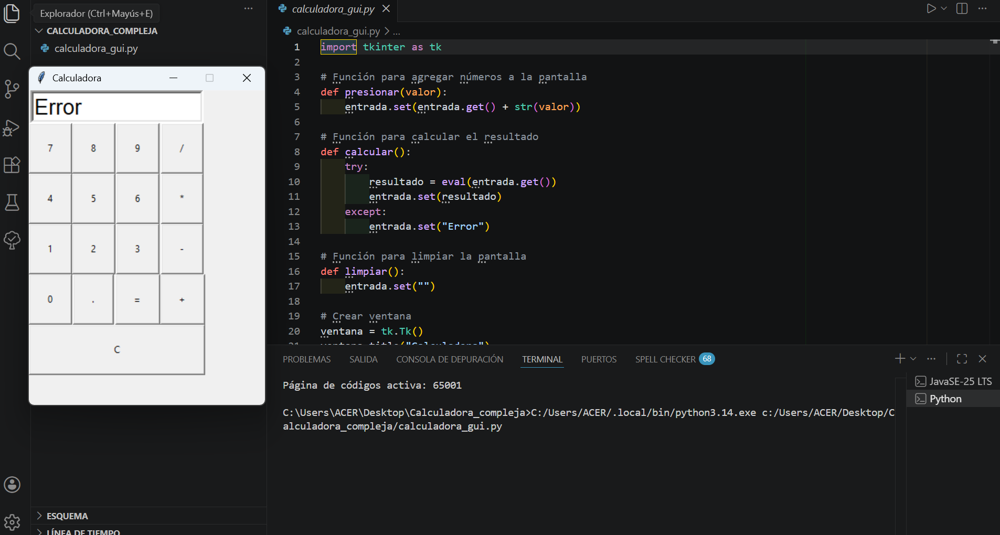 Explorador (Ctrl+Mayús+E)
CALCULADORA_COMPLEJA
calculadora_gui.py
Calculadora
Error
7 8 9 /
4 5 6 *
1 2 3 -
0 . = +
C
ESQUEMA
LÍNEA DE TIEMPO
calculadora_gui.py
calculadora_gui.py > ...
1 import tkinter as tk
2
3 # Función para agregar números a la pantalla
4 def presionar(valor):
5     entrada.set(entrada.get() + str(valor))
6
7 # Función para calcular el resultado
8 def calcular():
9     try:
10         resultado = eval(entrada.get())
11         entrada.set(resultado)
12     except:
13         entrada.set("Error")
14
15 # Función para limpiar la pantalla
16 def limpiar():
17     entrada.set("")
18
19 # Crear ventana
20 ventana = tk.Tk()
21 ventana.title("Calculadora")
PROBLEMAS SALIDA CONSOLA DE DEPURACIÓN TERMINAL PUERTOS SPELL CHECKER 68
Página de códigos activa: 65001
C:\Users\ACER\Desktop\Calculadora_compleja>C:/Users/ACER/.local/bin/python3.14.exe c:/Users/ACER/Desktop/C
alculadora_compleja/calculadora_gui.py
JavaSE-25 LTS
Python